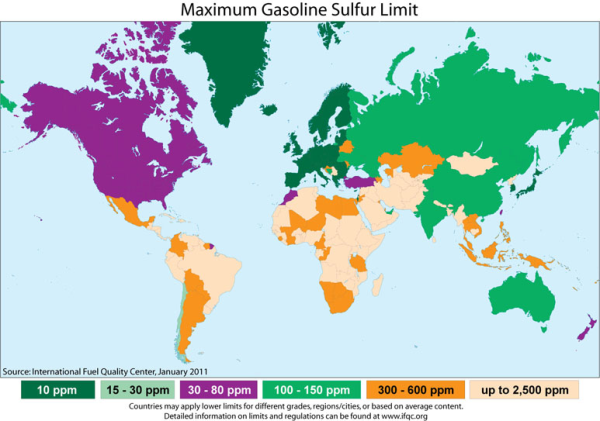 Maximum Gasoline Sulfur Limit
Source: International Fuel Quality Center, January 2011
10 ppm 15 - 30 ppm 30 - 80 ppm 100 - 150 ppm 300 - 600 ppm up to 2,500 ppm
Countries may apply lower limits for different grades, regions/cities, or based on average content.
Detailed information on limits and regulations can be found at www.ifqc.org